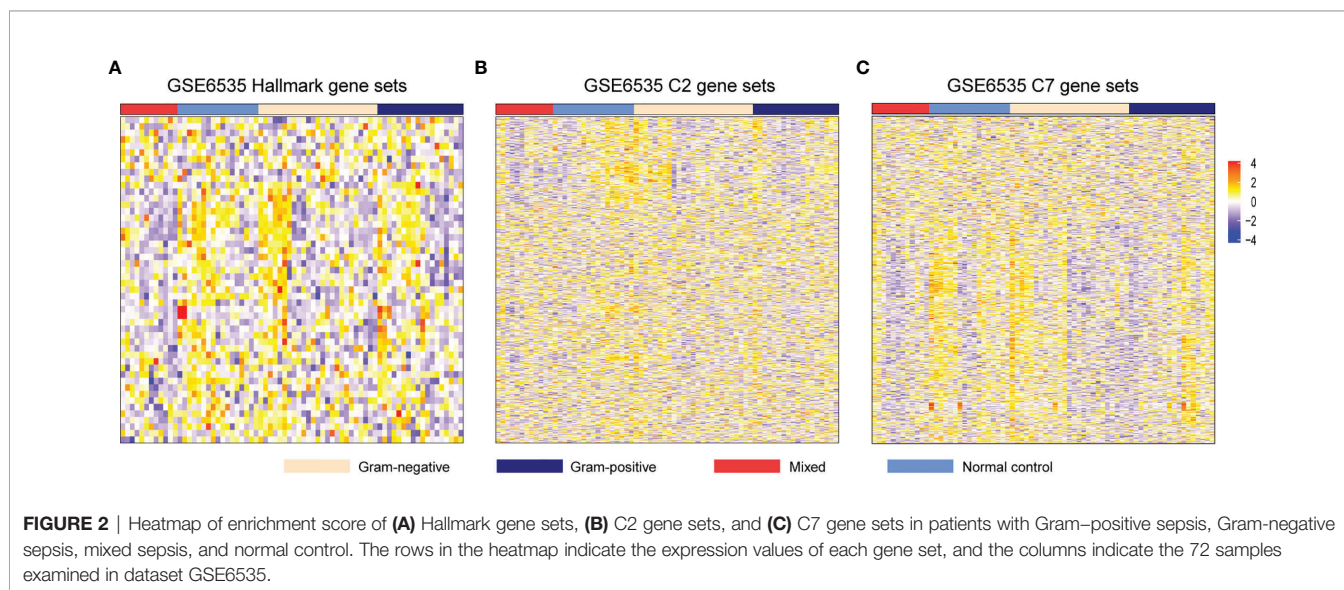 A
B
C
GSE6535 Hallmark gene sets
GSE6535 C2 gene sets
GSE6535 C7 gene sets
4
2
0
−2
−4
Gram-negative
Gram-positive
Mixed
Normal control
FIGURE 2 | Heatmap of enrichment score of (A) Hallmark gene sets, (B) C2 gene sets, and (C) C7 gene sets in patients with Gram–positive sepsis, Gram-negative
sepsis, mixed sepsis, and normal control. The rows in the heatmap indicate the expression values of each gene set, and the columns indicate the 72 samples
examined in dataset GSE6535.